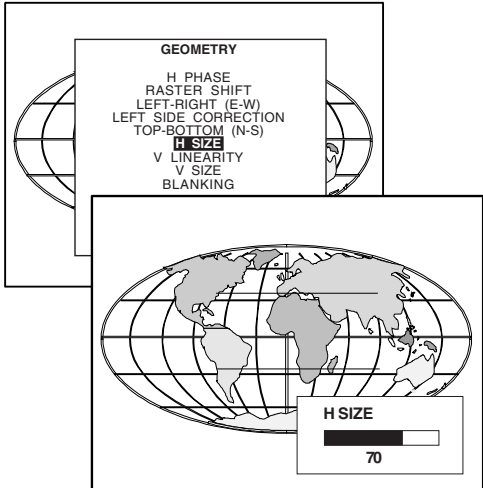 GEOMETRY
H PHASE
RASTER SHIFT
LEFT-RIGHT (E-W)
LEFT SIDE CORRECTION
TOP-BOTTOM (N-S)
H SIZE
V LINEARITY
V SIZE
BLANKING
H SIZE
70